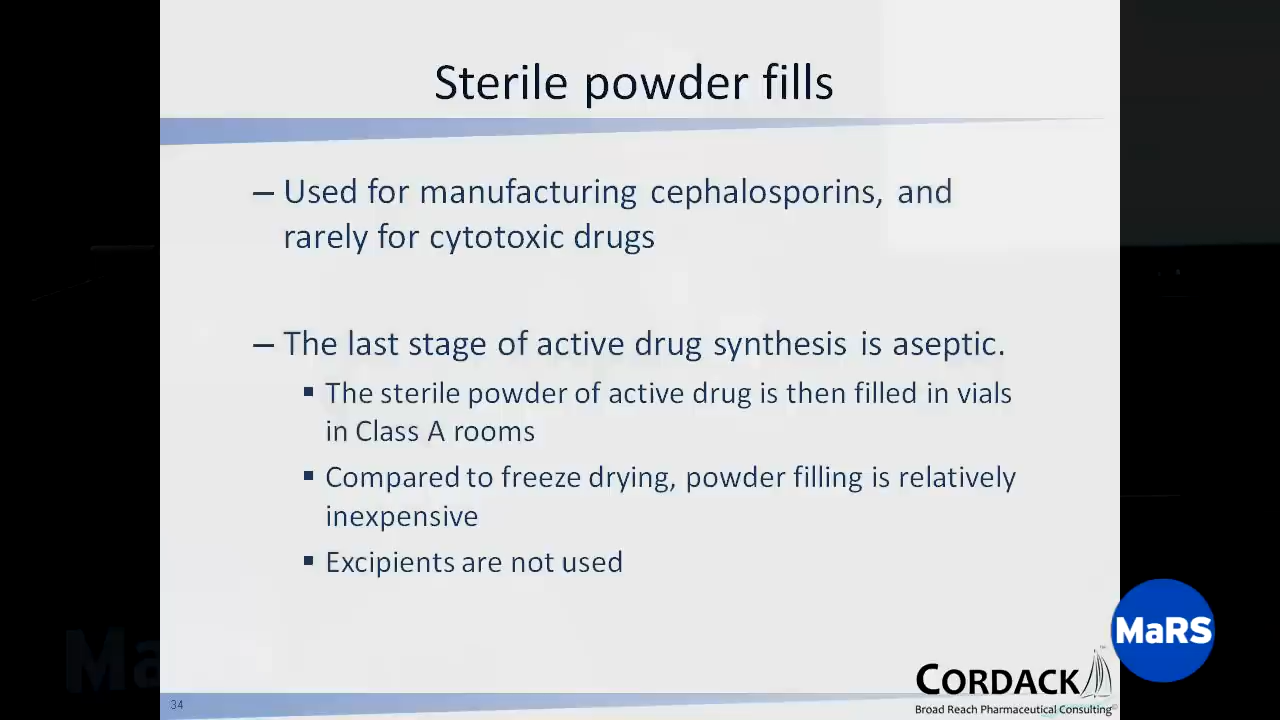 Sterile powder fills
– Used for manufacturing cephalosporins, and
rarely for cytotoxic drugs
– The last stage of active drug synthesis is aseptic.
▪ The sterile powder of active drug is then filled in vials
in Class A rooms
▪ Compared to freeze drying, powder filling is relatively
inexpensive
▪ Excipients are not used
MaRS
Ma
CORDACK
Broad Reach Pharmaceutical Consulting©
34